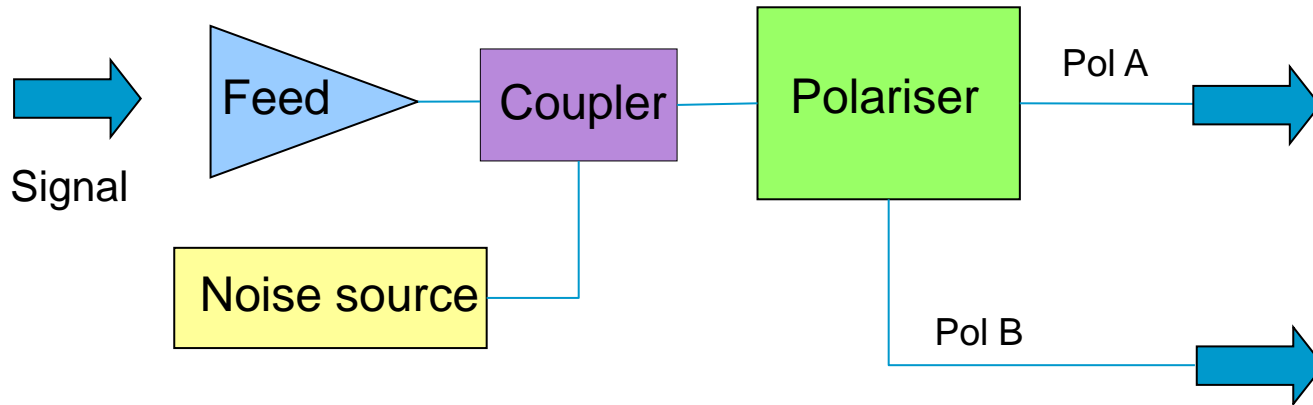 Signal
Feed
Coupler
Polariser
Pol A
Noise source
Pol B